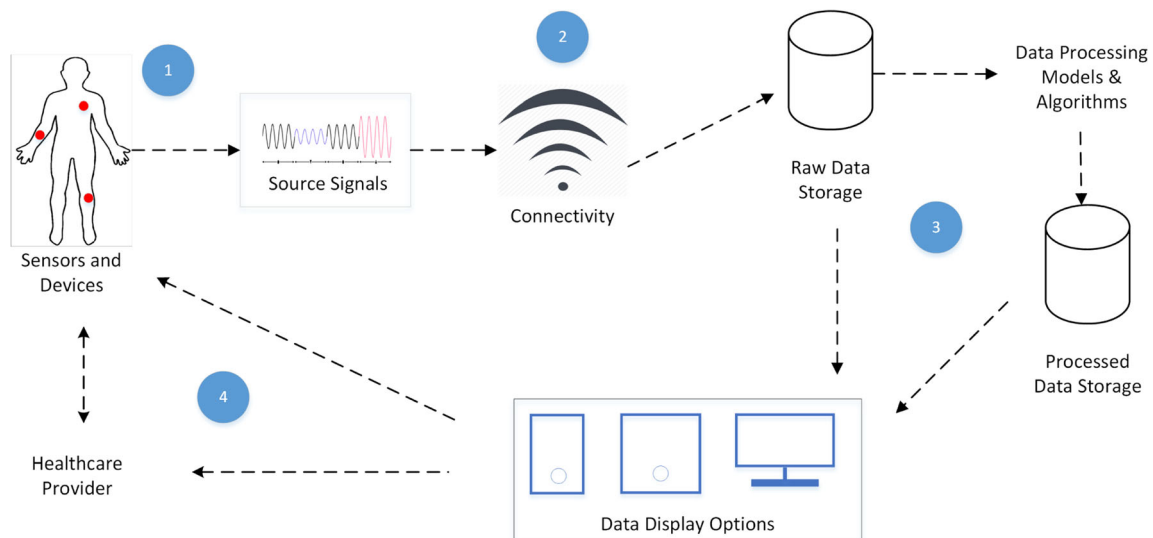 1
2
Data Processing
Models &
Algorithms
Source Signals
Raw Data
Storage
Connectivity
3
Sensors and
Devices
Processed
Data Storage
4
Healthcare
Provider
Data Display Options